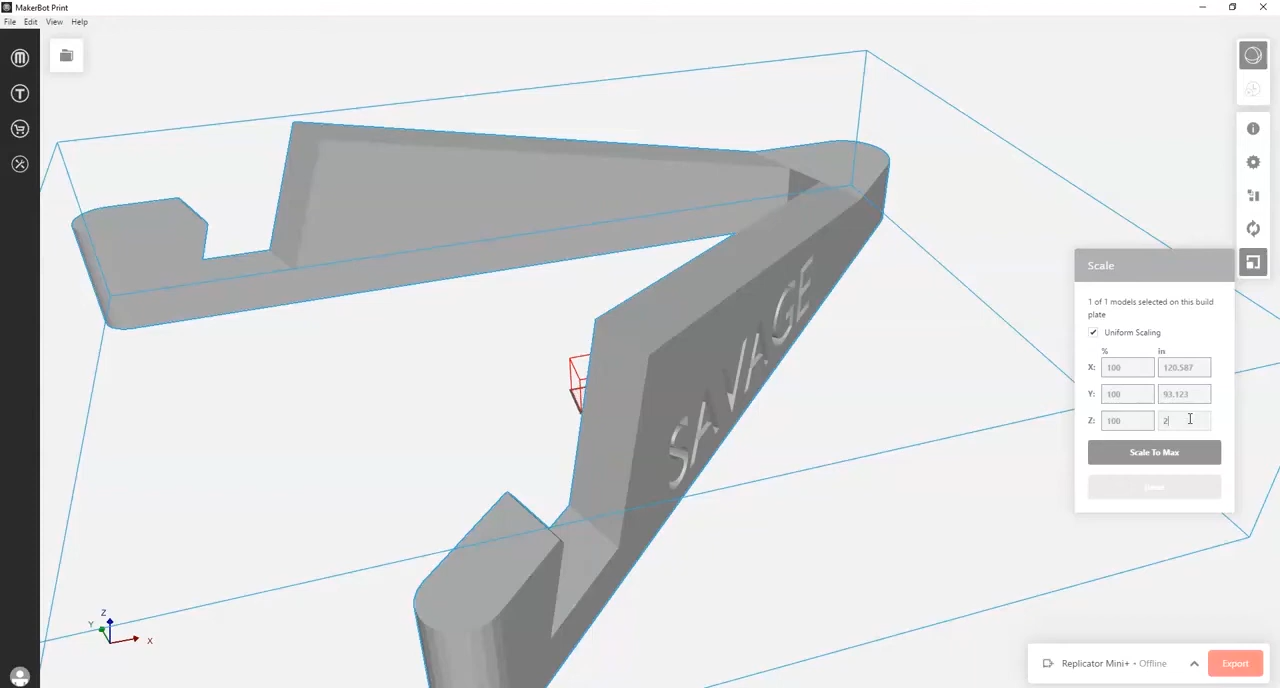 MakerBot Print
File Edit View Help
SAVAGE
Scale
1 of 1 models selected on this build
plate
Uniform Scaling
% in
X: 100 120.587
Y: 100 93.123
Z: 100 2
Scale To Max
Z
Y
X
Replicator Mini+ • Offline
Export